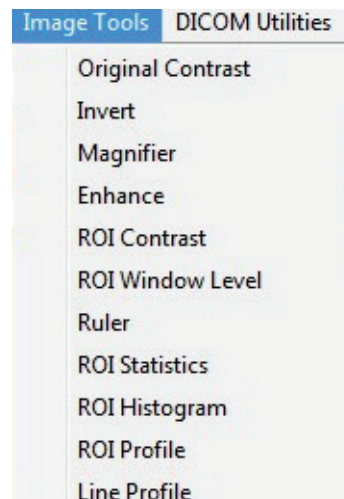 Image Tools DICOM Utilities
Original Contrast
Invert
Magnifier
Enhance
ROI Contrast
ROI Window Level
Ruler
ROI Statistics
ROI Histogram
ROI Profile
Line Profile